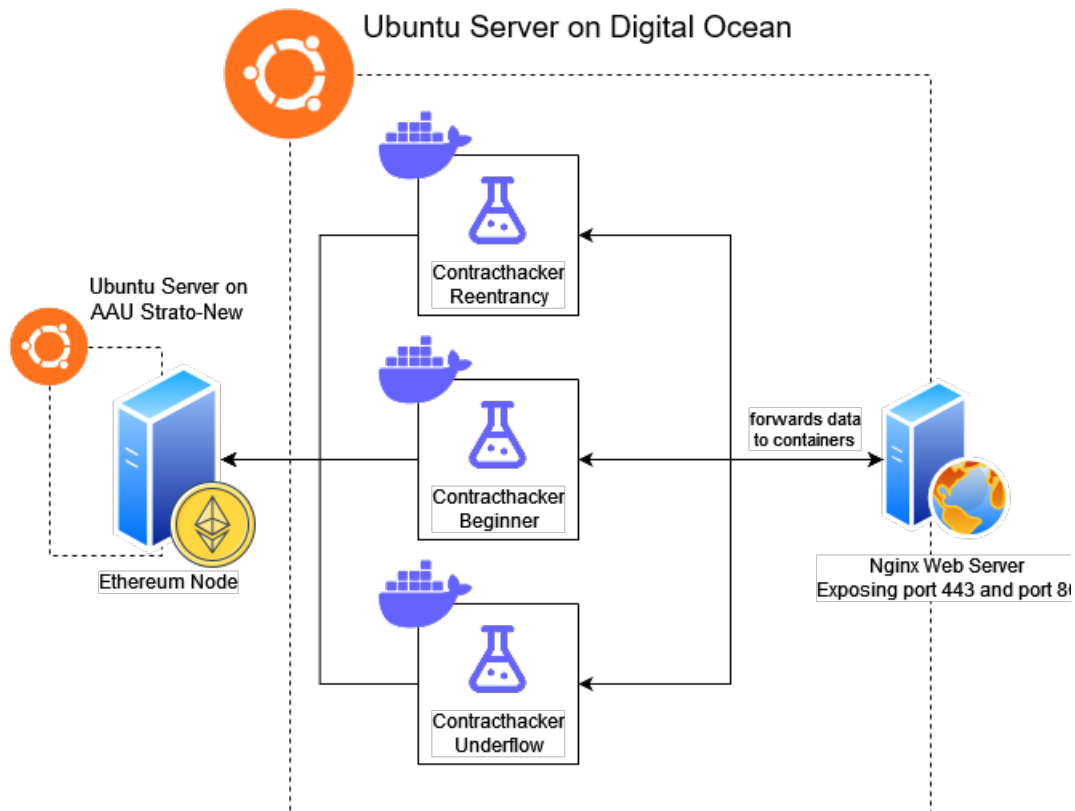 Ubuntu Server on Digital Ocean
Contracthacker
Reentrancy
Ubuntu Server on
AAU Strato-New
Contracthacker
Beginner
forwards data
to containers
Ethereum Node
Nginx Web Server
Exposing port 443 and port
Contracthacker
Underflow